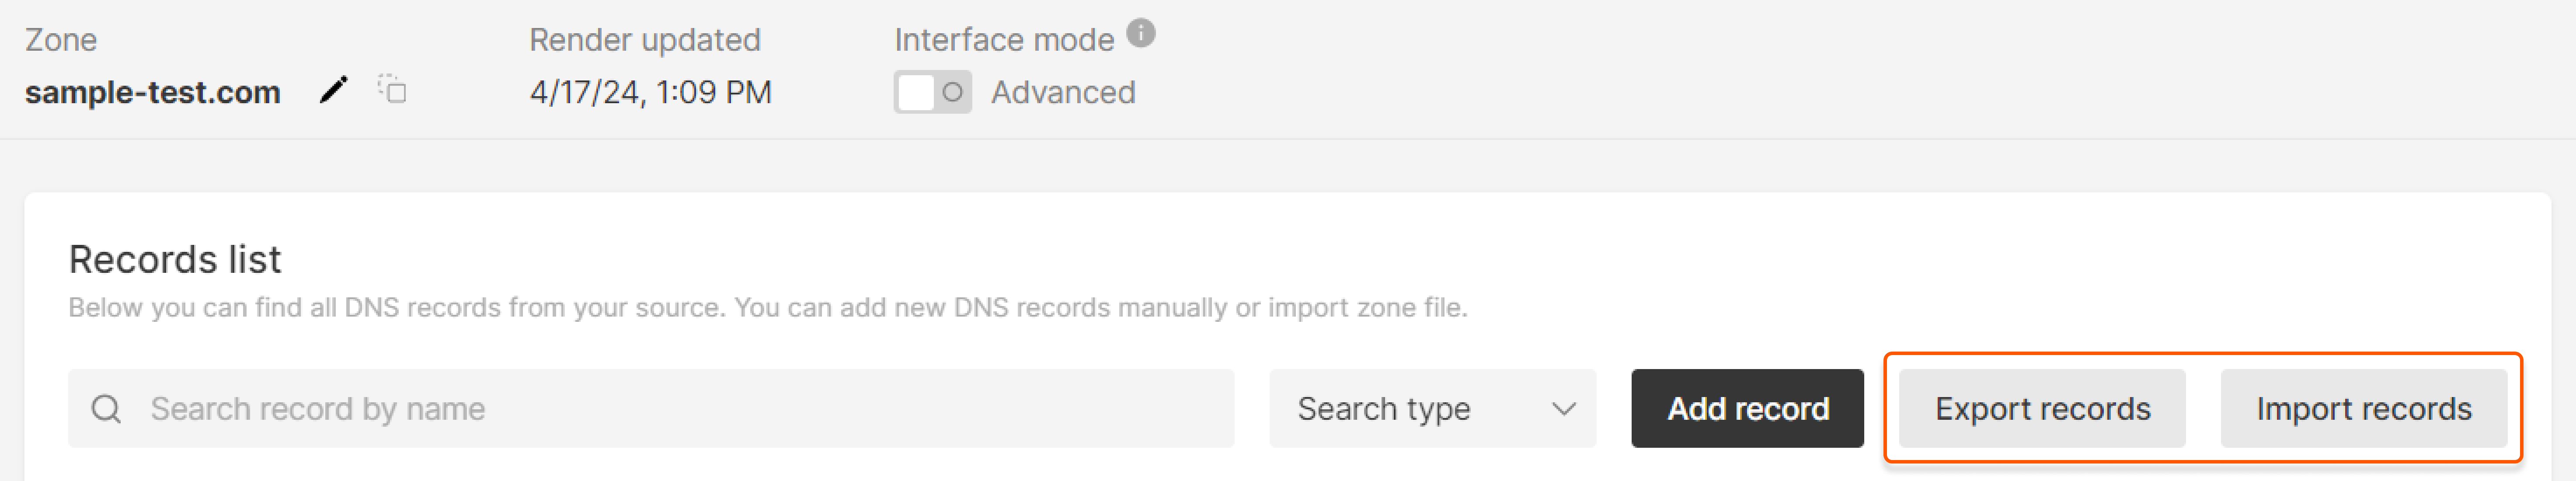 Zone
Render updated
Interface mode
sample-test.com
4/17/24, 1:09 PM
Advanced
Records list
Below you can find all DNS records from your source. You can add new DNS records manually or import zone file.
Search record by name
Search type
Add record
Export records
Import records